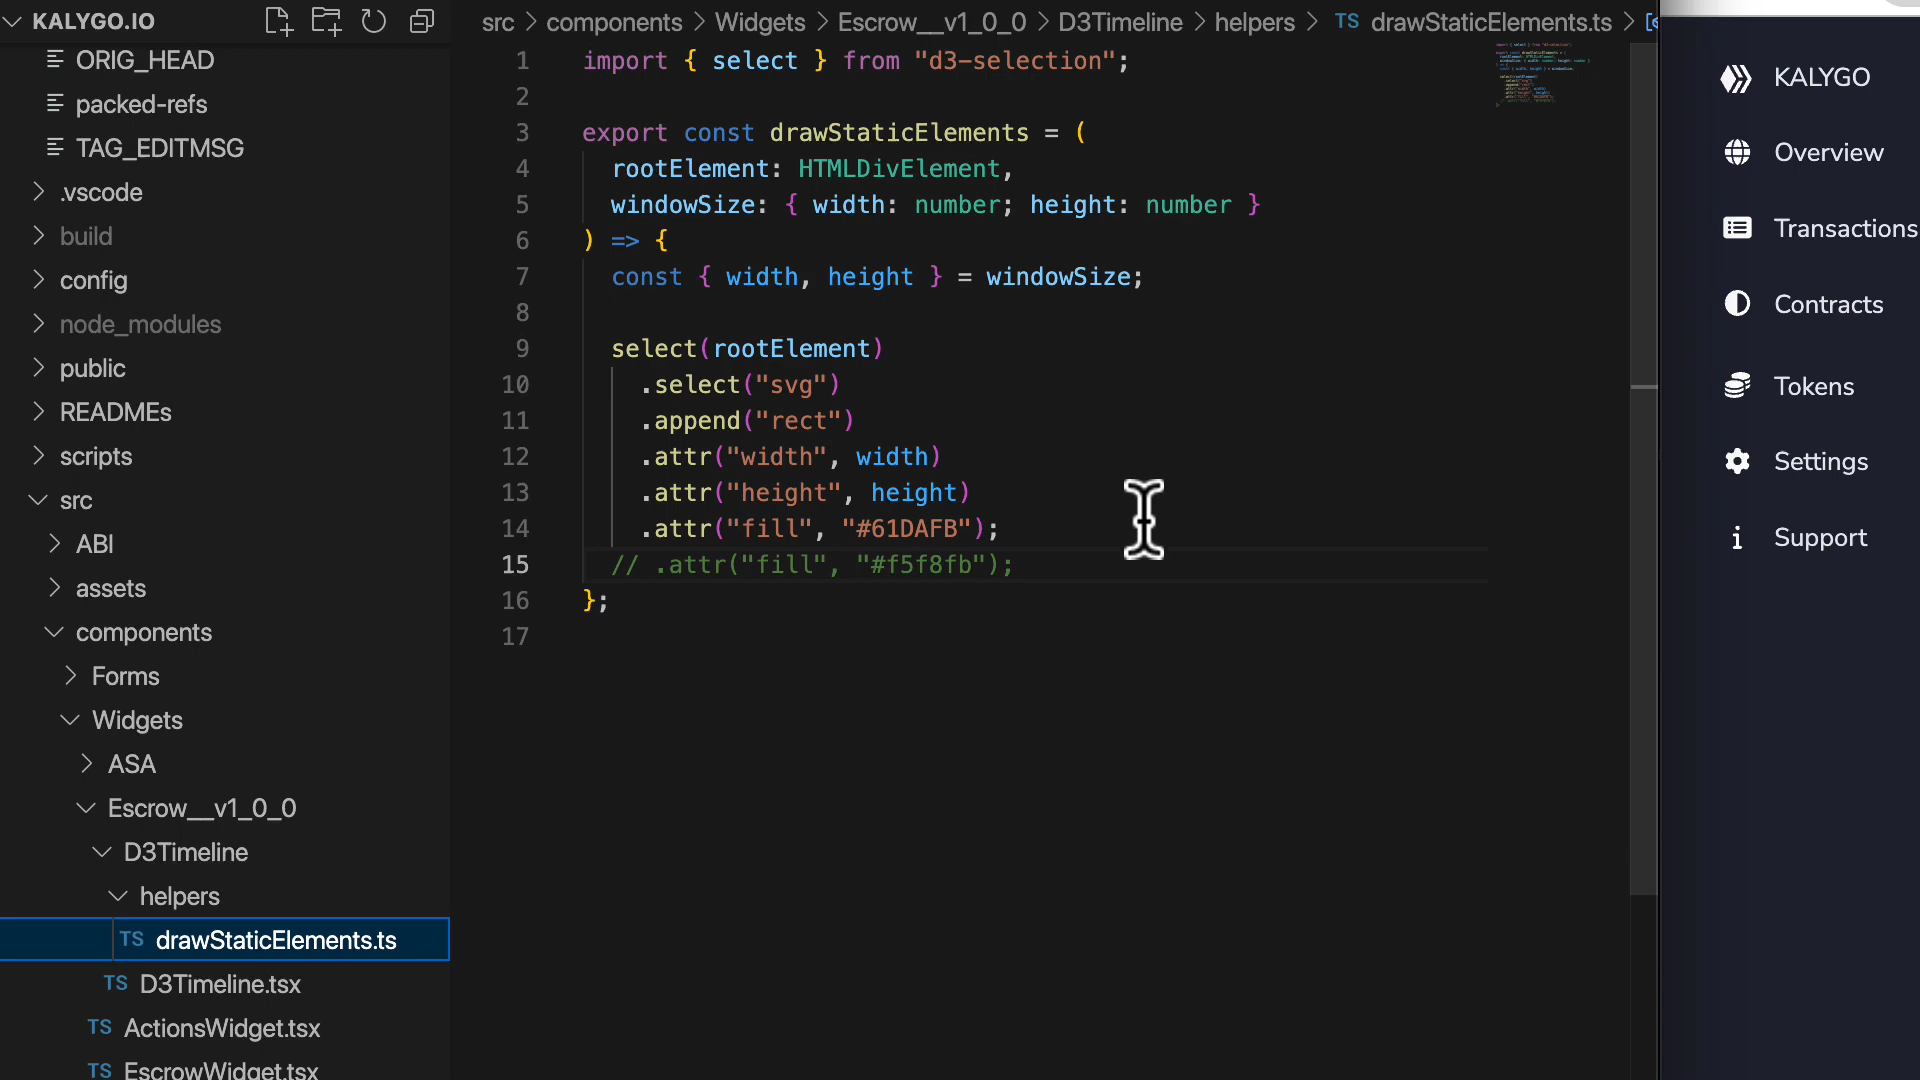 KALYGO.IO
ORIG_HEAD
packed-refs
TAG_EDITMSG
.vscode
build
config
node_modules
public
READMEs
scripts
src
ABI
assets
components
Forms
Widgets
ASA
Escrow__v1_0_0
D3Timeline
helpers
TS drawStaticElements.ts
TS D3Timeline.tsx
TS ActionsWidget.tsx
TS EscrowWidget.tsx
src > components > Widgets > Escrow__v1_0_0 > D3Timeline > helpers > TS drawStaticElements.ts >
1 import { select } from "d3-selection";
2
3 export const drawStaticElements = (
4 rootElement: HTMLDivElement,
5 windowSize: { width: number; height: number }
6 ) => {
7 const { width, height } = windowSize;
8
9 select(rootElement)
10 .select("svg")
11 .append("rect")
12 .attr("width", width)
13 .attr("height", height)
14 .attr("fill", "#61DAFB");
15 // .attr("fill", "#f5f8fb");
16 };
17
KALYGO
Overview
Transactions
Contracts
Tokens
Settings
Support